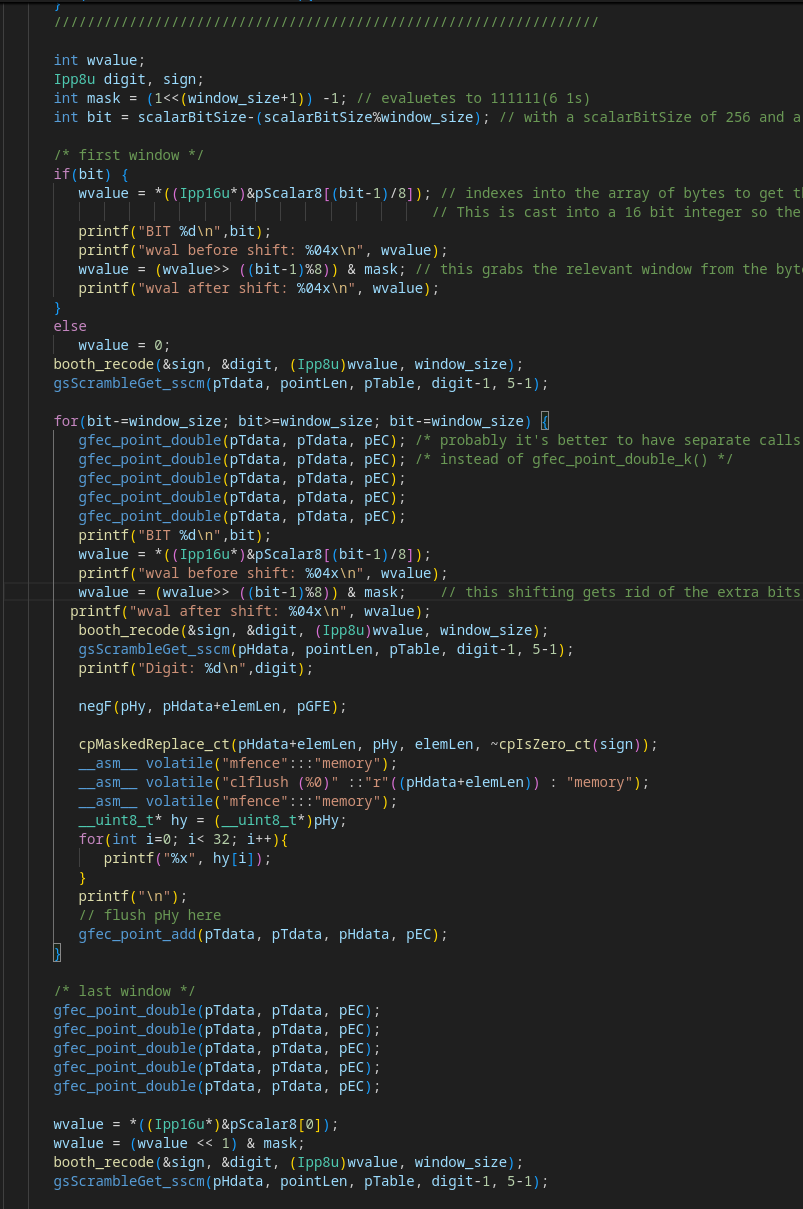 }
/////////////////////////////////////////////////////////////////
int wvalue;
Ipp8u digit, sign;
int mask = (1<<(window_size+1)) -1; // evaluetes to 111111(6 1s)
int bit = scalarBitSize-(scalarBitSize%window_size); // with a scalarBitSize of 256 and a
/* first window */
if(bit) {
wvalue = *((Ipp16u*)&pScalar8[(bit-1)/8]); // indexes into the array of bytes to get th
// This is cast into a 16 bit integer so the
printf("BIT %d\n",bit);
printf("wval before shift: %04x\n", wvalue);
wvalue = (wvalue>> ((bit-1)%8)) & mask; // this grabs the relevant window from the byte
printf("wval after shift: %04x\n", wvalue);
}
else
wvalue = 0;
booth_recode(&sign, &digit, (Ipp8u)wvalue, window_size);
gsScrambleGet_sscm(pTdata, pointLen, pTable, digit-1, 5-1);
for(bit-=window_size; bit>=window_size; bit-=window_size) {
gfec_point_double(pTdata, pTdata, pEC); /* probably it's better to have separate calls
gfec_point_double(pTdata, pTdata, pEC); /* instead of gfec_point_double_k() */
gfec_point_double(pTdata, pTdata, pEC);
gfec_point_double(pTdata, pTdata, pEC);
gfec_point_double(pTdata, pTdata, pEC);
printf("BIT %d\n",bit);
wvalue = *((Ipp16u*)&pScalar8[(bit-1)/8]);
printf("wval before shift: %04x\n", wvalue);
wvalue = (wvalue>> ((bit-1)%8)) & mask; // this shifting gets rid of the extra bits
printf("wval after shift: %04x\n", wvalue);
booth_recode(&sign, &digit, (Ipp8u)wvalue, window_size);
gsScrambleGet_sscm(pHdata, pointLen, pTable, digit-1, 5-1);
printf("Digit: %d\n",digit);
negF(pHy, pHdata+elemLen, pGFE);
cpMaskedReplace_ct(pHdata+elemLen, pHy, elemLen, ~cpIsZero_ct(sign));
__asm__ volatile("mfence":::"memory");
__asm__ volatile("clflush (%0)" ::"r"((pHdata+elemLen)) : "memory");
__asm__ volatile("mfence":::"memory");
__uint8_t* hy = (__uint8_t*)pHy;
for(int i=0; i< 32; i++){
printf("%x", hy[i]);
}
printf("\n");
// flush pHy here
gfec_point_add(pTdata, pTdata, pHdata, pEC);
}
/* last window */
gfec_point_double(pTdata, pTdata, pEC);
gfec_point_double(pTdata, pTdata, pEC);
gfec_point_double(pTdata, pTdata, pEC);
gfec_point_double(pTdata, pTdata, pEC);
gfec_point_double(pTdata, pTdata, pEC);
wvalue = *((Ipp16u*)&pScalar8[0]);
wvalue = (wvalue << 1) & mask;
booth_recode(&sign, &digit, (Ipp8u)wvalue, window_size);
gsScrambleGet_sscm(pHdata, pointLen, pTable, digit-1, 5-1);